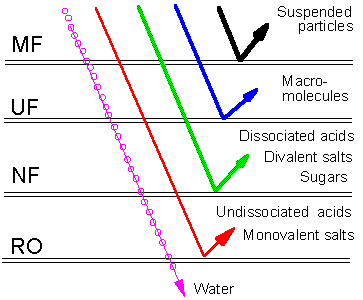 Suspended
particles
MF
Macro-
molecules
UF
Dissociated acids
Divalent salts
Sugars
NF
Undissociated acids
Monovalent salts
RO
Water